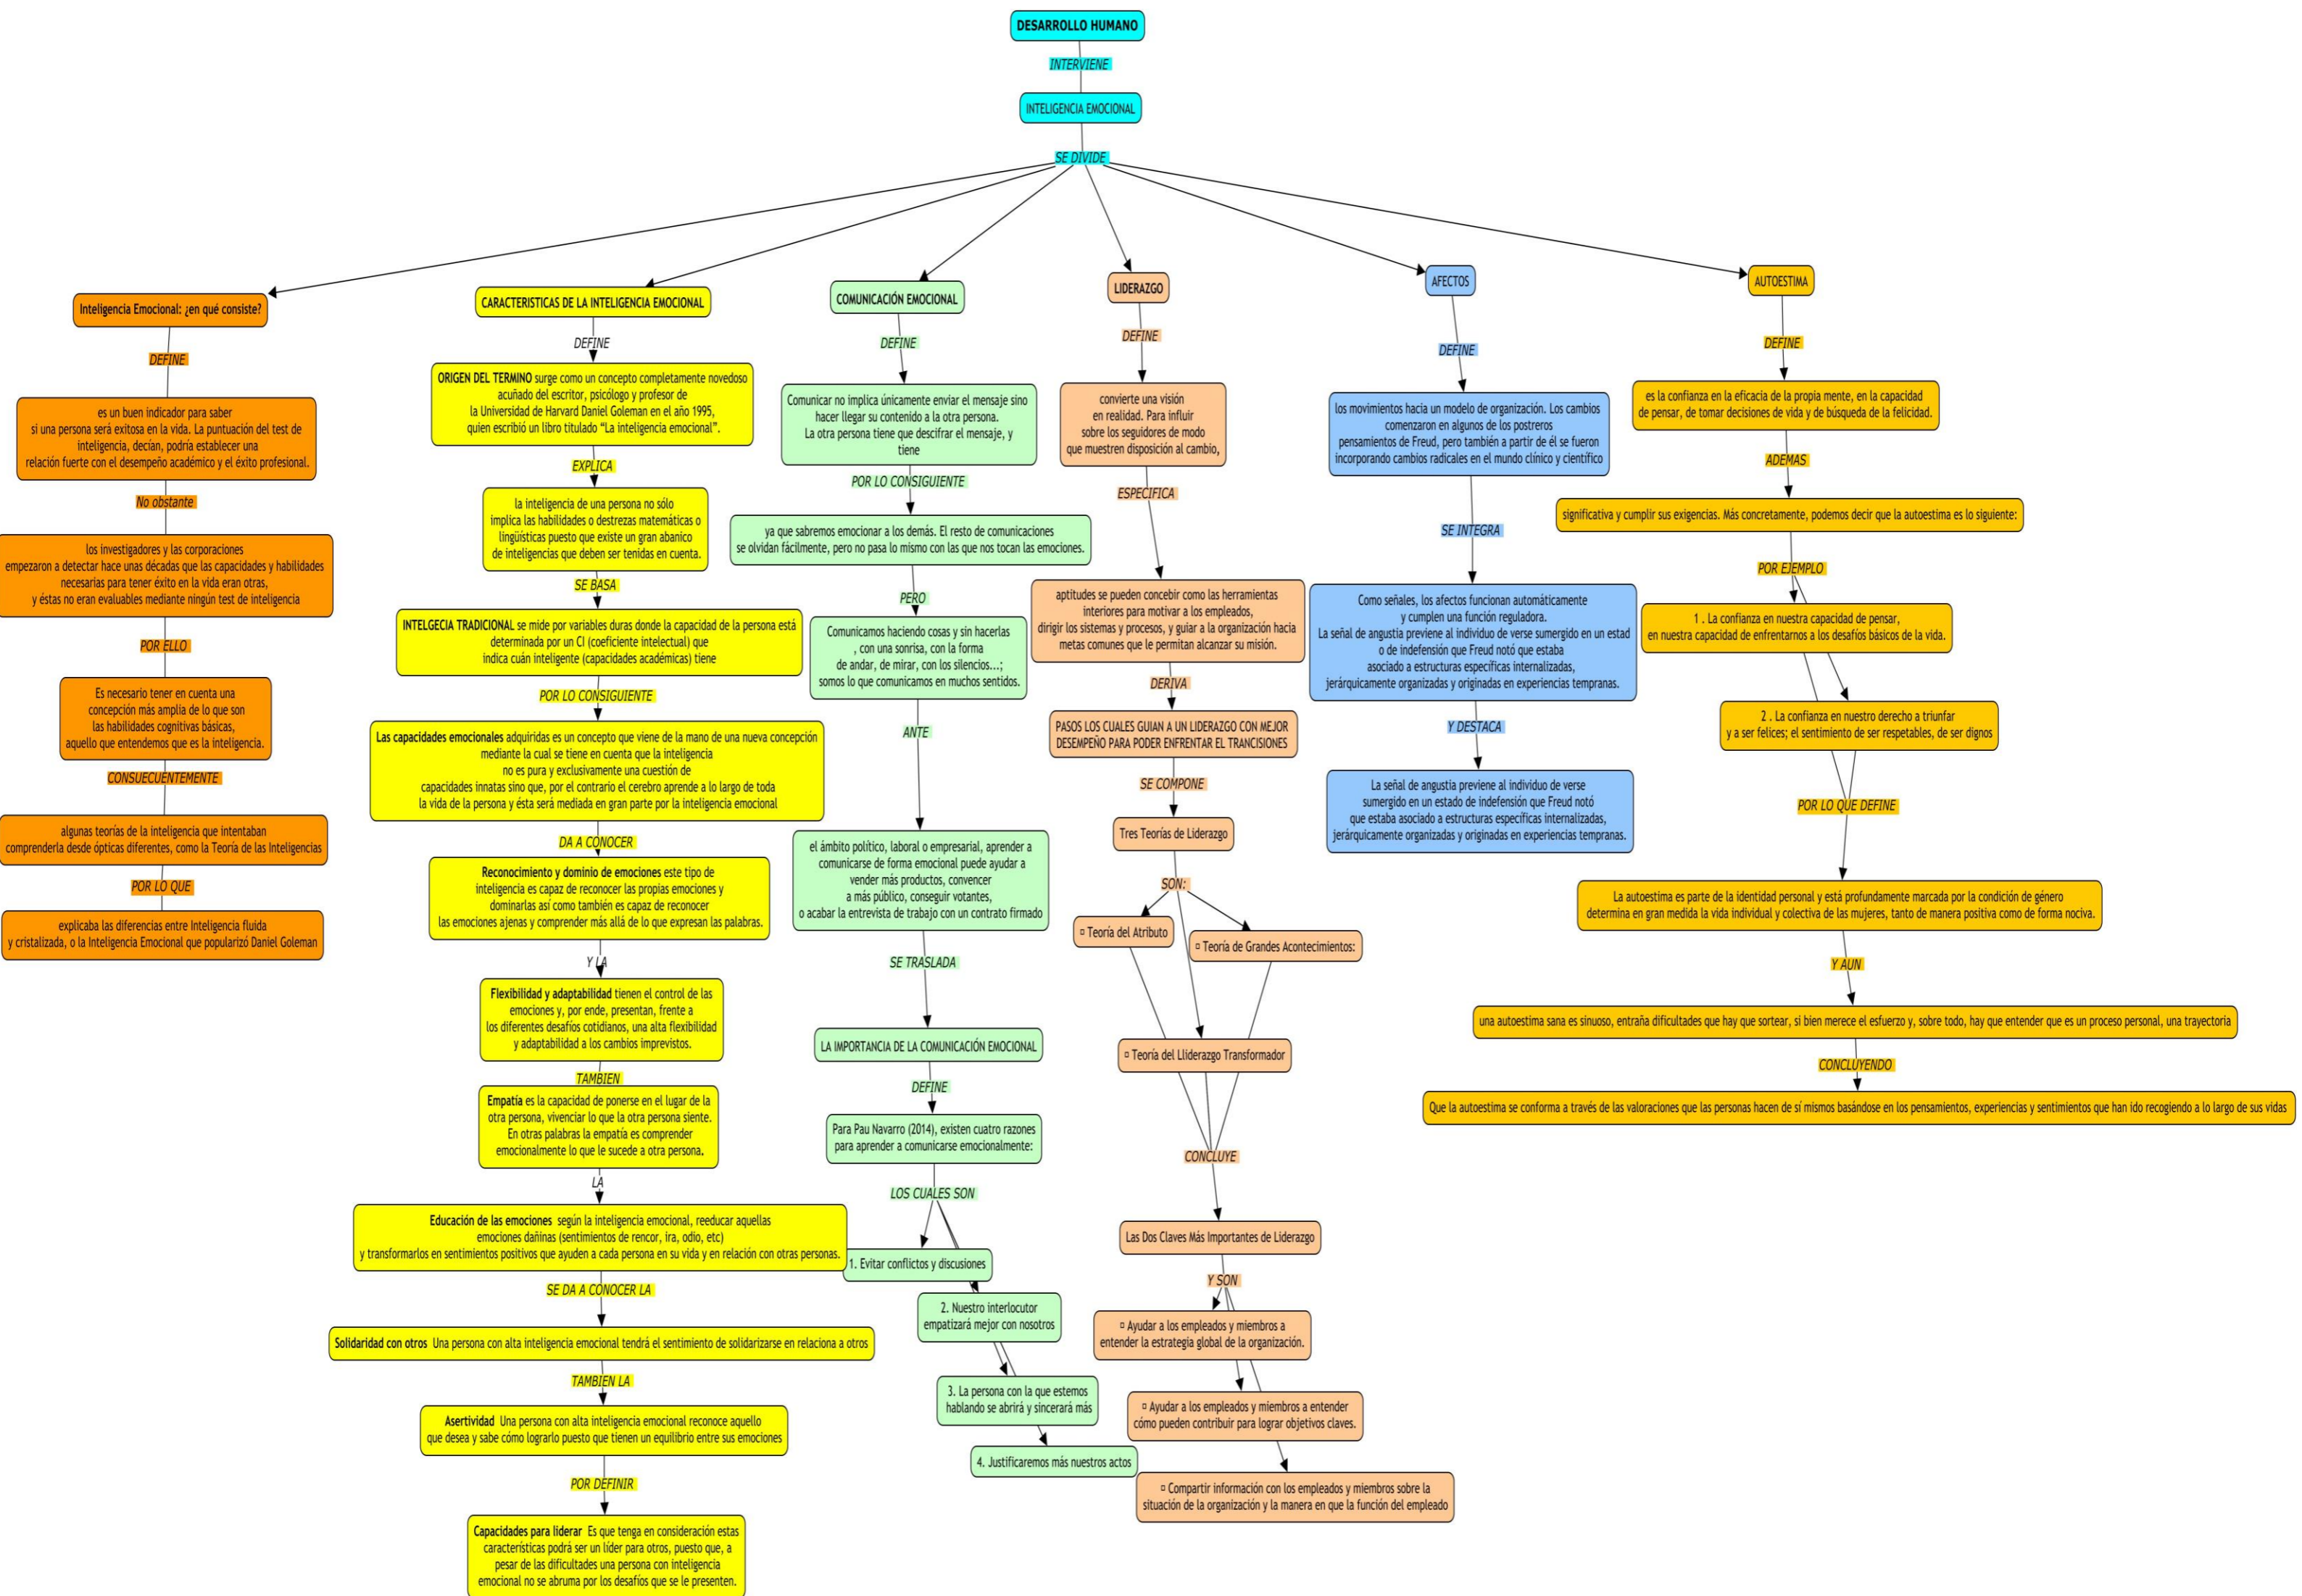 DESARROLLO HUMANO
INTERVIENE
INTELIGENCIA EMOCIONAL
SE DIVIDE
Inteligencia Emocional: ¿en qué consiste?
DEFINE
es un buen indicador para saber
si una persona será exitosa en la vida. La puntuación del test de
inteligencia, decían, podría establecer una
relación fuerte con el desempeño académico y el éxito profesional.
No obstante
los investigadores y las corporaciones
empezaron a detectar hace unas décadas que las capacidades y habilidades
necesarias para tener éxito en la vida eran otras,
y éstas no eran evaluables mediante ningún test de inteligencia
POR ELLO
Es necesario tener en cuenta una
concepción más amplia de lo que son
las habilidades cognitivas básicas,
aquello que entendemos que es la inteligencia.
CONSUECUENTEMENTE
algunas teorías de la inteligencia que intentaban
comprenderla desde ópticas diferentes, como la Teoría de las Inteligencias
POR LO QUE
explicaba las diferencias entre Inteligencia fluida
y cristalizada, o la Inteligencia Emocional que popularizó Daniel Goleman
CARACTERISTICAS DE LA INTELIGENCIA EMOCIONAL
DEFINE
ORIGEN DEL TERMINO surge como un concepto completamente novedoso
acuñado del escritor, psicólogo y profesor de
la Universidad de Harvard Daniel Goleman en el año 1995,
quien escribió un libro titulado “La inteligencia emocional”.
EXPLICA
la inteligencia de una persona no sólo
implica las habilidades o destrezas matemáticas o
lingüísticas puesto que existe un gran abanico
de inteligencias que deben ser tenidas en cuenta.
SE BASA
INTELGECIA TRADICIONAL se mide por variables duras donde la capacidad de la persona está
determinada por un CI (coeficiente intelectual) que
indica cuán inteligente (capacidades académicas) tiene
POR LO CONSIGUIENTE
Las capacidades emocionales adquiridas es un concepto que viene de la mano de una nueva concepción
mediante la cual se tiene en cuenta que la inteligencia
no es pura y exclusivamente una cuestión de
capacidades innatas sino que, por el contrario el cerebro aprende a lo largo de toda
la vida de la persona y ésta será mediada en gran parte por la inteligencia emocional
DA A CONOCER
Reconocimiento y dominio de emociones este tipo de
inteligencia es capaz de reconocer las propias emociones y
dominarlas así como también es capaz de reconocer
las emociones ajenas y comprender más allá de lo que expresan las palabras.
Y LA
Flexibilidad y adaptabilidad tienen el control de las
emociones y, por ende, presentan, frente a
los diferentes desafíos cotidianos, una alta flexibilidad
y adaptabilidad a los cambios imprevistos.
TAMBIEN
Empatía es la capacidad de ponerse en el lugar de la
otra persona, vivenciar lo que la otra persona siente.
En otras palabras la empatía es comprender
emocionalmente lo que le sucede a otra persona.
LA
Educación de las emociones según la inteligencia emocional, reeducar aquellas
emociones dañinas (sentimientos de rencor, ira, odio, etc)
y transformarlos en sentimientos positivos que ayuden a cada persona en su vida y en relación con otras personas.
SE DA A CONOCER LA
Solidaridad con otros Una persona con alta inteligencia emocional tendrá el sentimiento de solidarizarse en relaciona a otros
TAMBIEN LA
Asertividad Una persona con alta inteligencia emocional reconoce aquello
que desea y sabe cómo lograrlo puesto que tienen un equilibrio entre sus emociones
POR DEFINIR
Capacidades para liderar Es que tenga en consideración estas
características podrá ser un líder para otros, puesto que, a
pesar de las dificultades una persona con inteligencia
emocional no se abruma por los desafíos que se le presenten.
COMUNICACIÓN EMOCIONAL
DEFINE
Comunicar no implica únicamente enviar el mensaje sino
hacer llegar su contenido a la otra persona.
La otra persona tiene que descifrar el mensaje, y
tiene
POR LO CONSIGUIENTE
ya que sabremos emocionar a los demás. El resto de comunicaciones
se olvidan fácilmente, pero no pasa lo mismo con las que nos tocan las emociones.
PERO
Comunicamos haciendo cosas y sin hacerlas
, con una sonrisa, con la forma
de andar, de mirar, con los silencios...;
somos lo que comunicamos en muchos sentidos.
ANTE
el ámbito político, laboral o empresarial, aprender a
comunicarse de forma emocional puede ayudar a
vender más productos, convencer
a más público, conseguir votantes,
o acabar la entrevista de trabajo con un contrato firmado
SE TRASLADA
LA IMPORTANCIA DE LA COMUNICACIÓN EMOCIONAL
DEFINE
Para Pau Navarro (2014), existen cuatro razones
para aprender a comunicarse emocionalmente:
LOS CUALES SON
1. Evitar conflictos y discusiones
2. Nuestro interlocutor
empatizará mejor con nosotros
3. La persona con la que estemos
hablando se abrirá y sincerará más
4. Justificaremos más nuestros actos
LIDERAZGO
DEFINE
convierte una visión
en realidad. Para influir
sobre los seguidores de modo
que muestren disposición al cambio,
ESPECIFICA
aptitudes se pueden concebir como las herramientas
interiores para motivar a los empleados,
dirigir los sistemas y procesos, y guiar a la organización hacia
metas comunes que le permitan alcanzar su misión.
DERIVA
PASOS LOS CUALES GUIAN A UN LIDERAZGO CON MEJOR
DESEMPEÑO PARA PODER ENFRENTAR EL TRANCISIONES
SE COMPONE
Tres Teorías de Liderazgo
SON:
¤ Teoría del Atributo
¤ Teoría de Grandes Acontecimientos:
¤ Teoría del Lliderazgo Transformador
CONCLUYE
Las Dos Claves Más Importantes de Liderazgo
Y SON
¤ Ayudar a los empleados y miembros a
entender la estrategia global de la organización.
¤ Ayudar a los empleados y miembros a entender
cómo pueden contribuir para lograr objetivos claves.
¤ Compartir información con los empleados y miembros sobre la
situación de la organización y la manera en que la función del empleado
AFECTOS
DEFINE
los movimientos hacia un modelo de organización. Los cambios
comenzaron en algunos de los postreros
pensamientos de Freud, pero también a partir de él se fueron
incorporando cambios radicales en el mundo clínico y científico
SE INTEGRA
Como señales, los afectos funcionan automáticamente
y cumplen una función reguladora.
La señal de angustia previene al individuo de verse sumergido en un estad
o de indefensión que Freud notó que estaba
asociado a estructuras específicas internalizadas,
jerárquicamente organizadas y originadas en experiencias tempranas.
Y DESTACA
La señal de angustia previene al individuo de verse
sumergido en un estado de indefensión que Freud notó
que estaba asociado a estructuras específicas internalizadas,
jerárquicamente organizadas y originadas en experiencias tempranas.
AUTOESTIMA
DEFINE
es la confianza en la eficacia de la propia mente, en la capacidad
de pensar, de tomar decisiones de vida y de búsqueda de la felicidad.
ADEMAS
significativa y cumplir sus exigencias. Más concretamente, podemos decir que la autoestima es lo siguiente:
POR EJEMPLO
1 . La confianza en nuestra capacidad de pensar,
en nuestra capacidad de enfrentarnos a los desafíos básicos de la vida.
2 . La confianza en nuestro derecho a triunfar
y a ser felices; el sentimiento de ser respetables, de ser dignos
POR LO QUE DEFINE
La autoestima es parte de la identidad personal y está profundamente marcada por la condición de género
determina en gran medida la vida individual y colectiva de las mujeres, tanto de manera positiva como de forma nociva.
Y AUN
una autoestima sana es sinuoso, entraña dificultades que hay que sortear, si bien merece el esfuerzo y, sobre todo, hay que entender que es un proceso personal, una trayectoria
CONCLUYENDO
Que la autoestima se conforma a través de las valoraciones que las personas hacen de sí mismos basándose en los pensamientos, experiencias y sentimientos que han ido recogiendo a lo largo de sus vidas